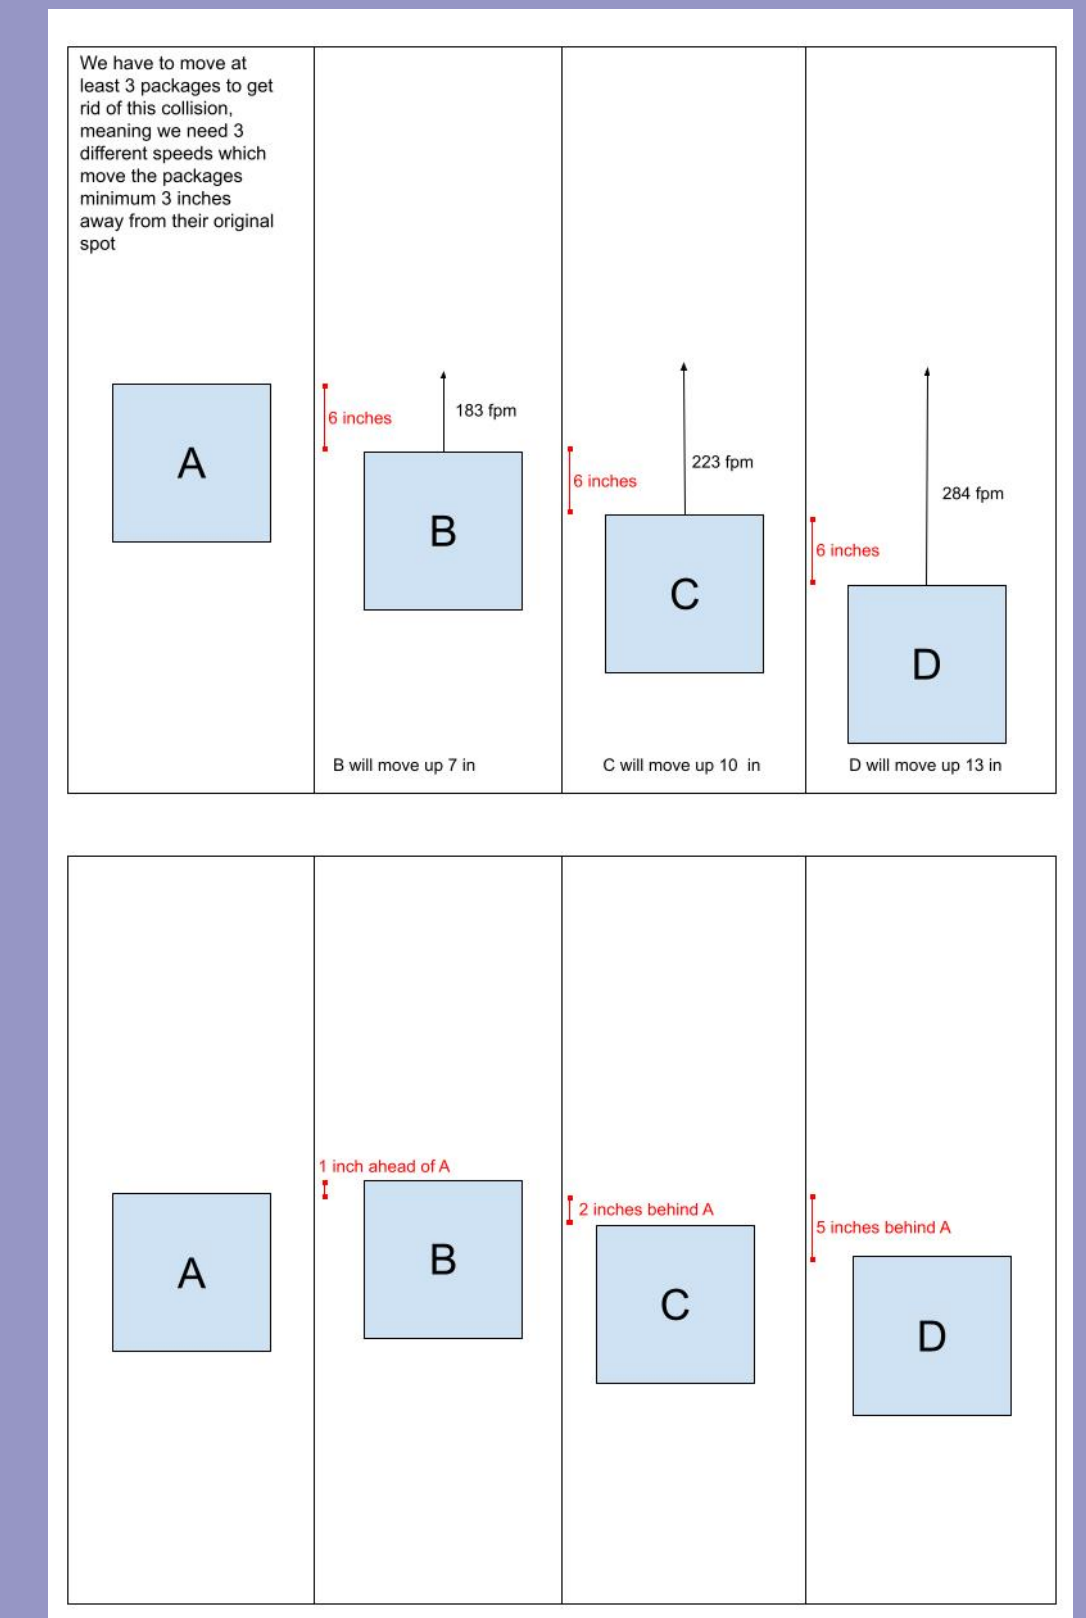 We have to move at
least 3 packages to get
rid of this collision,
meaning we need 3
different speeds which
move the packages
minimum 3 inches
away from their original
spot
A
6 inches
183 fpm
B
B will move up 7 in
6 inches
223 fpm
C
C will move up 10 in
6 inches
284 fpm
D
D will move up 13 in
A
1 inch ahead of A
B
2 inches behind A
C
5 inches behind A
D